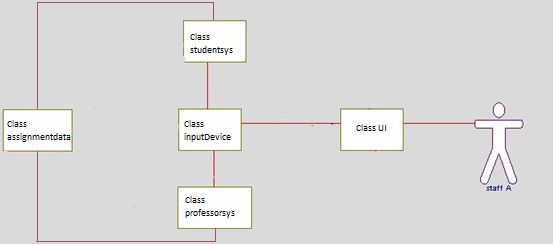 Class
studentsys
Class
assignmentdata
Class
inputDevice
Class UI
staff A
Class
professorsys